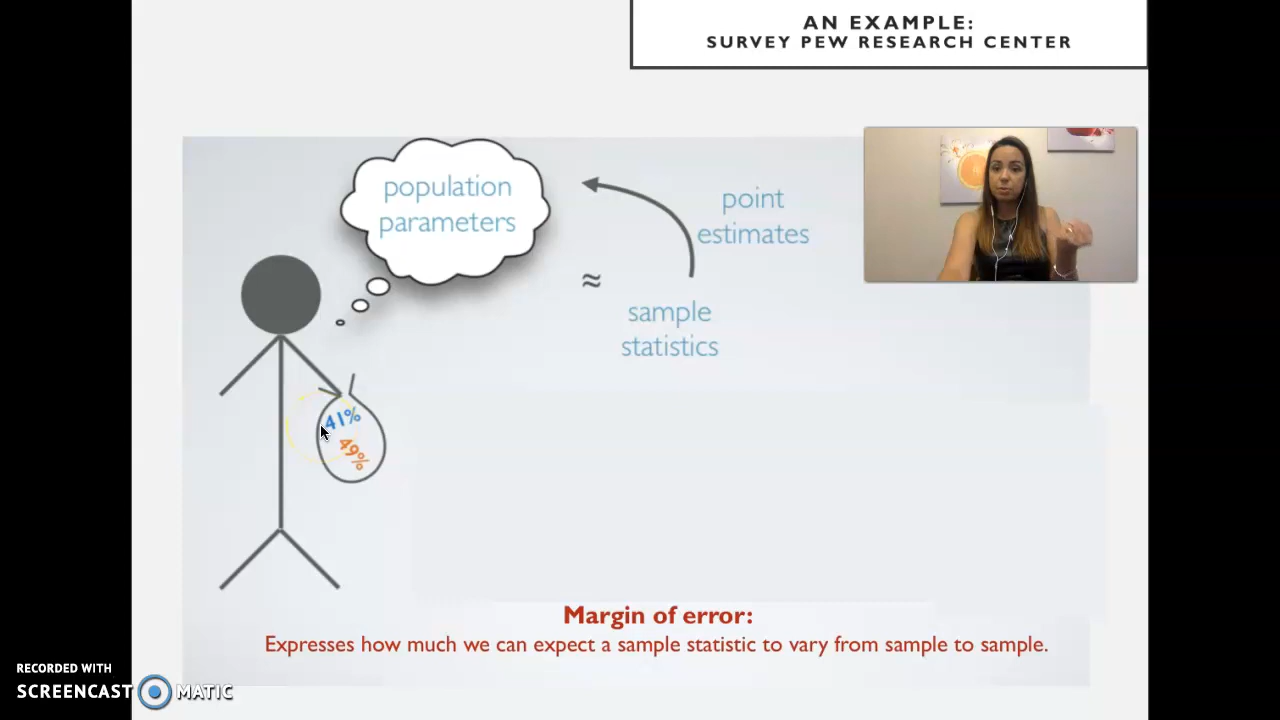 AN EXAMPLE:
SURVEY PEW RESEARCH CENTER
population
parameters
point
estimates
≈
sample
statistics
41%
49%
Margin of error:
Expresses how much we can expect a sample statistic to vary from sample to sample.
RECORDED WITH
SCREENCAST MATIC